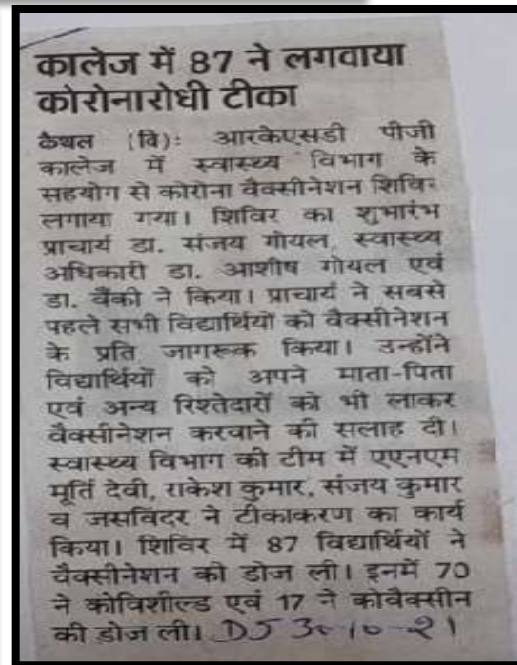 कालेज में 87 ने लगवाया
कोरोनारोधी टीका
कैथल (वि): आरकेएसडी पीजी
कालेज में स्वास्थ्य विभाग के
सहयोग से कोरोना वैक्सीनेशन शिविर
लगाया गया। शिविर का शुभारंभ
प्राचार्य डा. संजय गोयल, स्वास्थ्य
अधिकारी डा. आशीष गोयल एवं
डा. वैंकी ने किया। प्राचार्य ने सबसे
पहले सभी विद्यार्थियों को वैक्सीनेशन
के प्रति जागरूक किया। उन्होंने
विद्यार्थियों को अपने माता-पिता
एवं अन्य रिश्तेदारों को भी लाकर
वैक्सीनेशन करवाने की सलाह दी।
स्वास्थ्य विभाग की टीम में एएनएम
मूर्ति देवी, राकेश कुमार, संजय कुमार
व जसविंदर ने टीकाकरण का कार्य
किया। शिविर में 87 विद्यार्थियों ने
वैक्सीनेशन की डोज ली। इनमें 70
ने कोविशील्ड एवं 17 ने कोवैक्सीन
की डोज ली। DJ 30-10-21